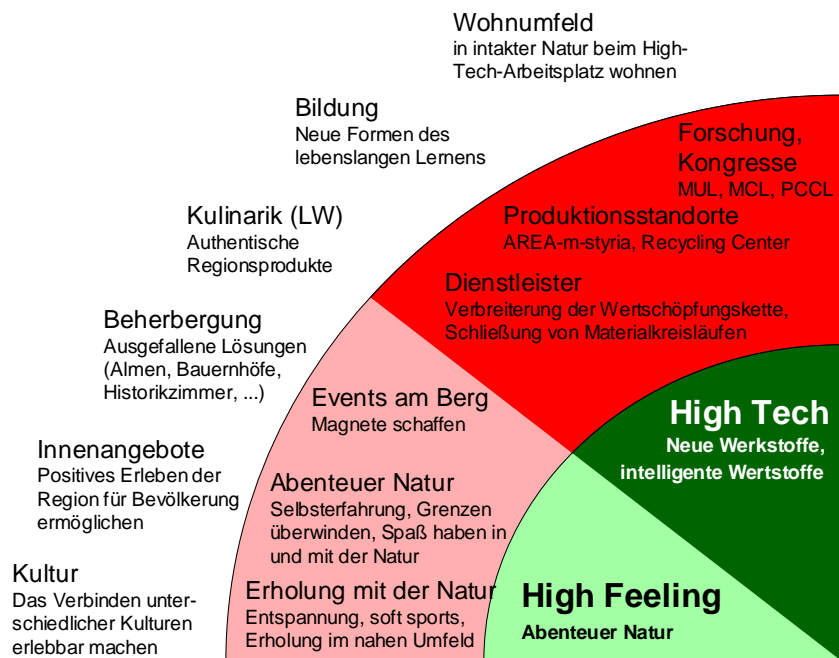 Wohnumfeld
in intakter Natur beim High-
Tech-Arbeitsplatz wohnen
Bildung
Neue Formen des
lebenslangen Lernens
Forschung,
Kongresse
MUL, MCL, PCCL
Kulinarik (LW)
Authentische
Regionsprodukte
Produktionsstandorte
AREA-m-styria, Recycling Center
Dienstleister
Verbreiterung der Wertschöpfungskette,
Schließung von Materialkreisläufen
Beherbergung
Ausgefallene Lösungen
(Almen, Bauernhöfe,
Historikzimmer, ...)
Events am Berg
Magnete schaffen
High Tech
Neue Werkstoffe,
intelligente Wertstoffe
Innenangebote
Positives Erleben der
Region für Bevölkerung
ermöglichen
Abenteuer Natur
Selbsterfahrung, Grenzen
überwinden, Spaß haben in
und mit der Natur
Kultur
Das Verbinden unter-
schiedlicher Kulturen
erlebbar machen
Erholung mit der Natur
Entspannung, soft sports,
Erholung im nahen Umfeld
High Feeling
Abenteuer Natur